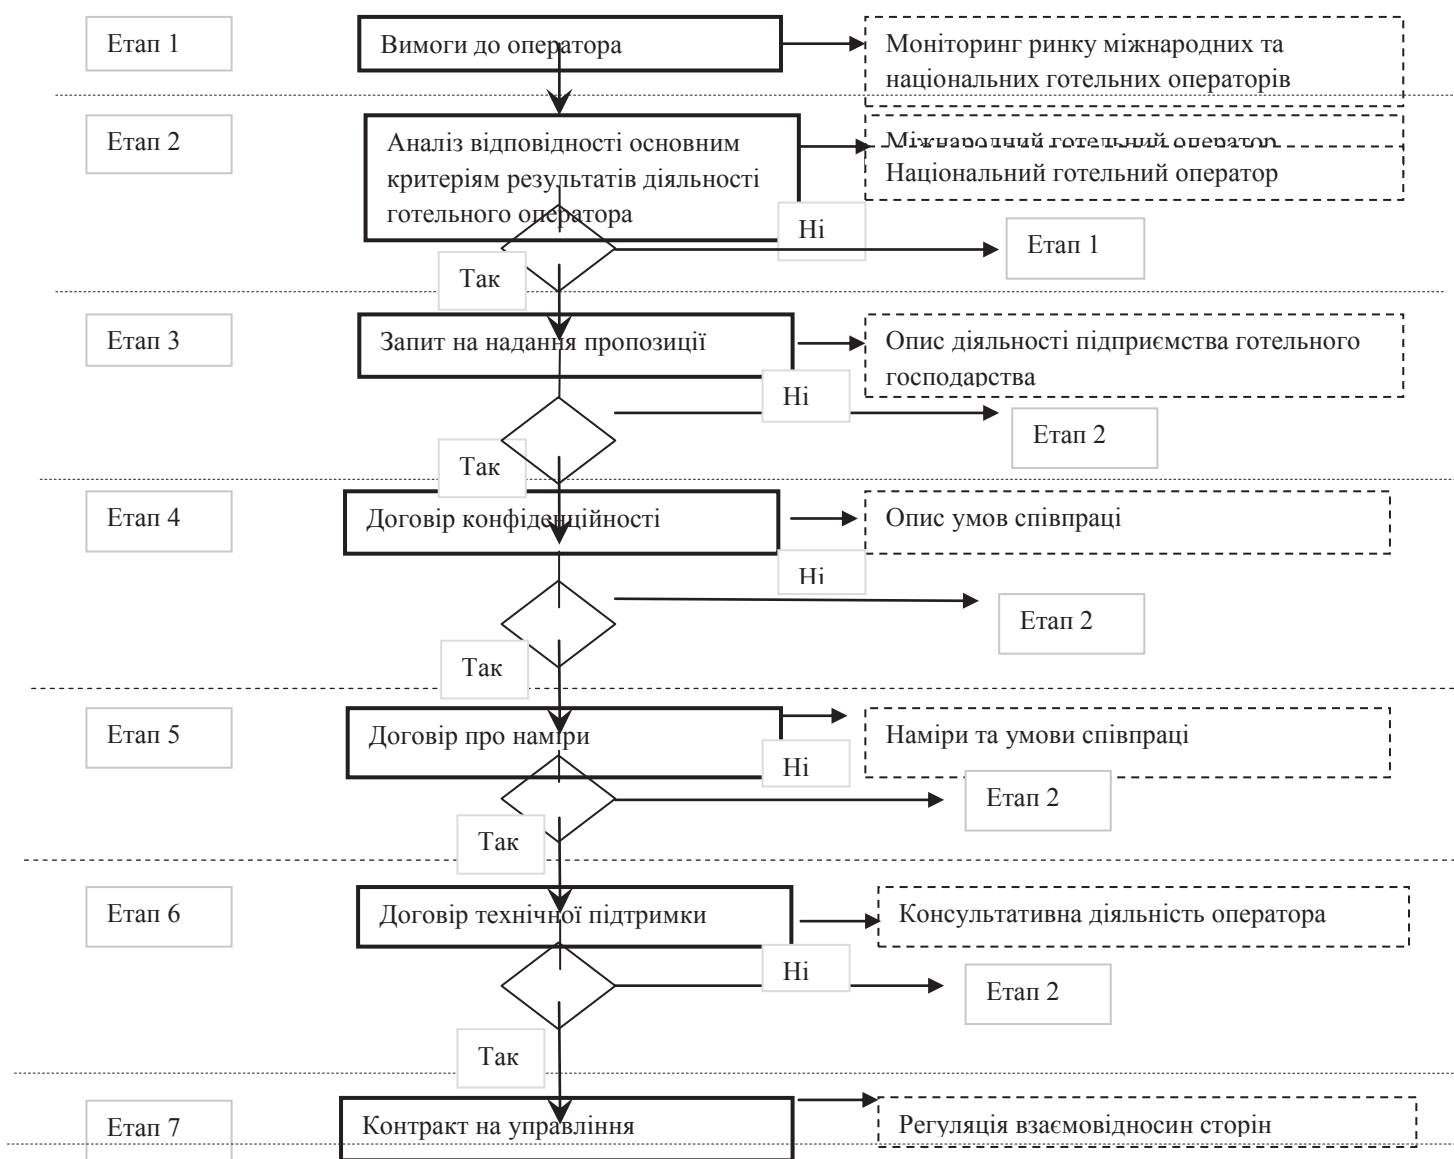 Етап 1
Вимоги до оператора
Моніторинг ринку міжнародних та
національних готельних операторів
Етап 2
Аналіз відповідності основним
критеріям результатів діяльності
готельного оператора
Міжнародний готельний оператор
Національний готельний оператор
Ні
Етап 1
Так
Етап 3
Запит на надання пропозиції
Опис діяльності підприємства готельного
господарства
Ні
Етап 2
Так
Етап 4
Договір конфіденційності
Опис умов співпраці
Ні
Етап 2
Так
Етап 5
Договір про наміри
Наміри та умови співпраці
Ні
Етап 2
Так
Етап 6
Договір технічної підтримки
Консультативна діяльність оператора
Ні
Етап 2
Так
Етап 7
Контракт на управління
Регуляція взаємовідносин сторін